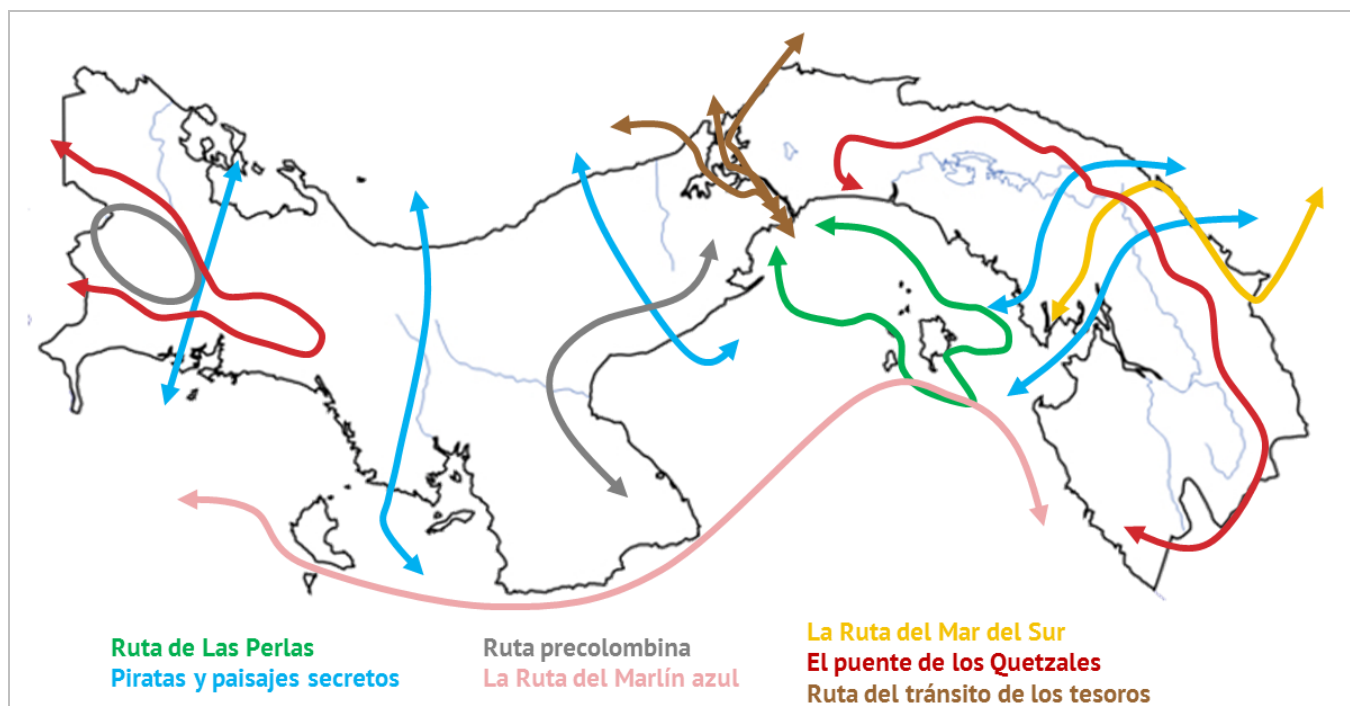 Ruta de Las Perlas
Piratas y paisajes secretos
Ruta precolombina
La Ruta del Marlín azul
La Ruta del Mar del Sur
El puente de los Quetzales
Ruta del tránsito de los tesoros